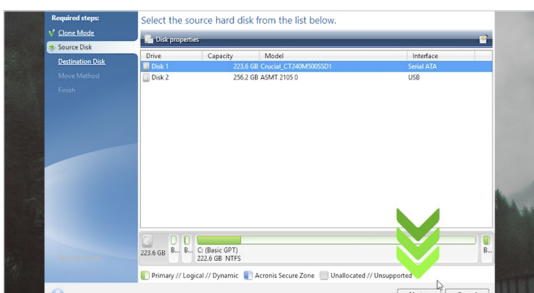 Required steps:
Clone Mode
Source Disk
Destination Disk
Move Method
Finish
Select the source hard disk from the list below.
Disk properties
Drive Capacity Model Interface
Disk 1 223.6 GB Crucial_CT240M500SSD1 Serial ATA
Disk 2 256.2 GB ASMT 2105 0 USB
223.6 GB
B...
B...
C: (Basic GPT)
222.6 GB NTFS
B...
Primary // Logical // Dynamic Acronis Secure Zone Unallocated // Unsupported